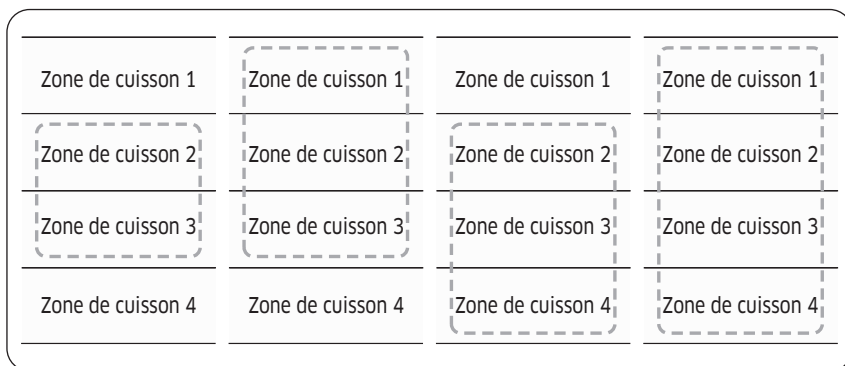 Zone de cuisson 1 Zone de cuisson 1 Zone de cuisson 1 Zone de cuisson 1
Zone de cuisson 2 Zone de cuisson 2 Zone de cuisson 2 Zone de cuisson 2
Zone de cuisson 3 Zone de cuisson 3 Zone de cuisson 3 Zone de cuisson 3
Zone de cuisson 4 Zone de cuisson 4 Zone de cuisson 4 Zone de cuisson 4